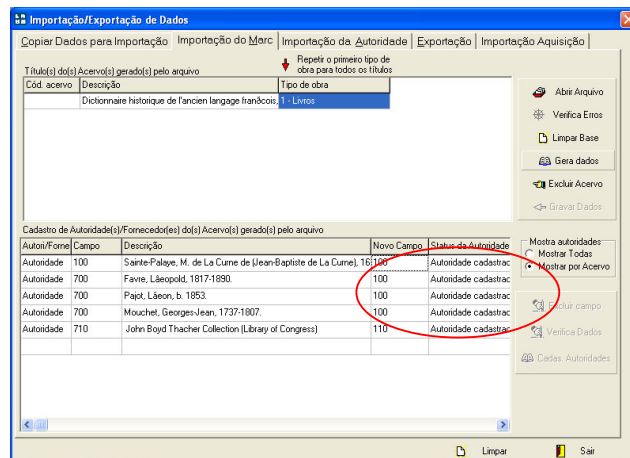 Importação/Exportação de Dados
Copiar Dados para Importação Importação do Marc Importação da Autoridade Exportação Importação Aquisição
Repetir o primeiro tipo de
obra para todos os títulos
Título(s) do(s) Acervo(s) gerado(s) pelo arquivo
Cód. acervo Descrição Tipo de obra
Dictionnaire historique de l'ancien langage franðcois, 1 - Livros
Abrir Arquivo
Verifica Erros
Limpar Base
Gera dados
Excluir Acervo
Gravar Dados
Cadastro de Autoridade(s)/Fornecedor(es) do(s) Acervo(s) gerado(s) pelo arquivo
Autori/Forne Campo Descrição Novo Campo Status da Autoridade
Autoridade 100 Sainte-Palaye, M. de La Curne de (Jean-Baptiste de La Curne), 16 100 Autoridade cadastrac
Autoridade 700 Favre, Lâeopold, 1817-1890. 100 Autoridade cadastrac
Autoridade 700 Pajot, Lâeon, b. 1853. 100 Autoridade cadastrac
Autoridade 700 Mouchet, Georges-Jean, 1737-1807. 100 Autoridade cadastrac
Autoridade 710 John Boyd Thacher Collection (Library of Congress) 110 Autoridade cadastrac
Mostra autoridades
Mostrar Todas
Mostrar por Acervo
Excluir campo
Verifica Dados
Cadas. Autoridades
Limpar Sair